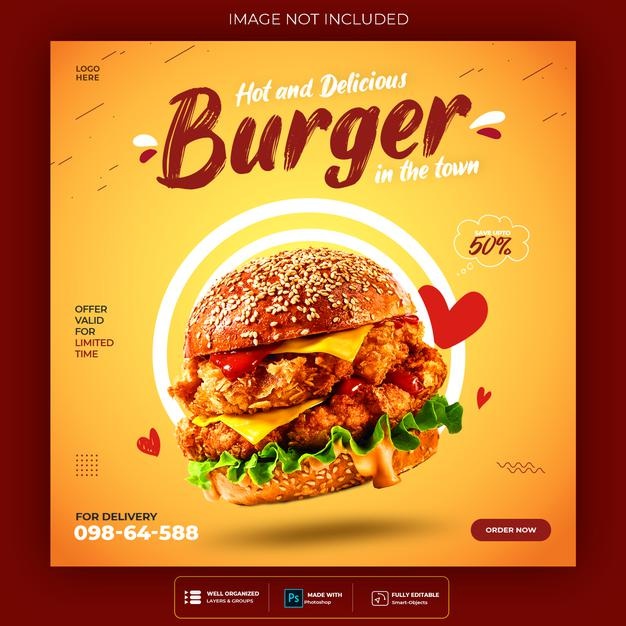 IMAGE NOT INCLUDED
LOGO
HERE
Hot and Delicious
Burger
in the town
SAVE UPTO
50%
OFFER
VALID
FOR
LIMITED
TIME
FOR DELIVERY
098-64-588
ORDER NOW
WELL ORGANIZED
LAYERS & GROUPS
Ps
MADE WITH
Photoshop
FULLY EDITABLE
Smart-Objects